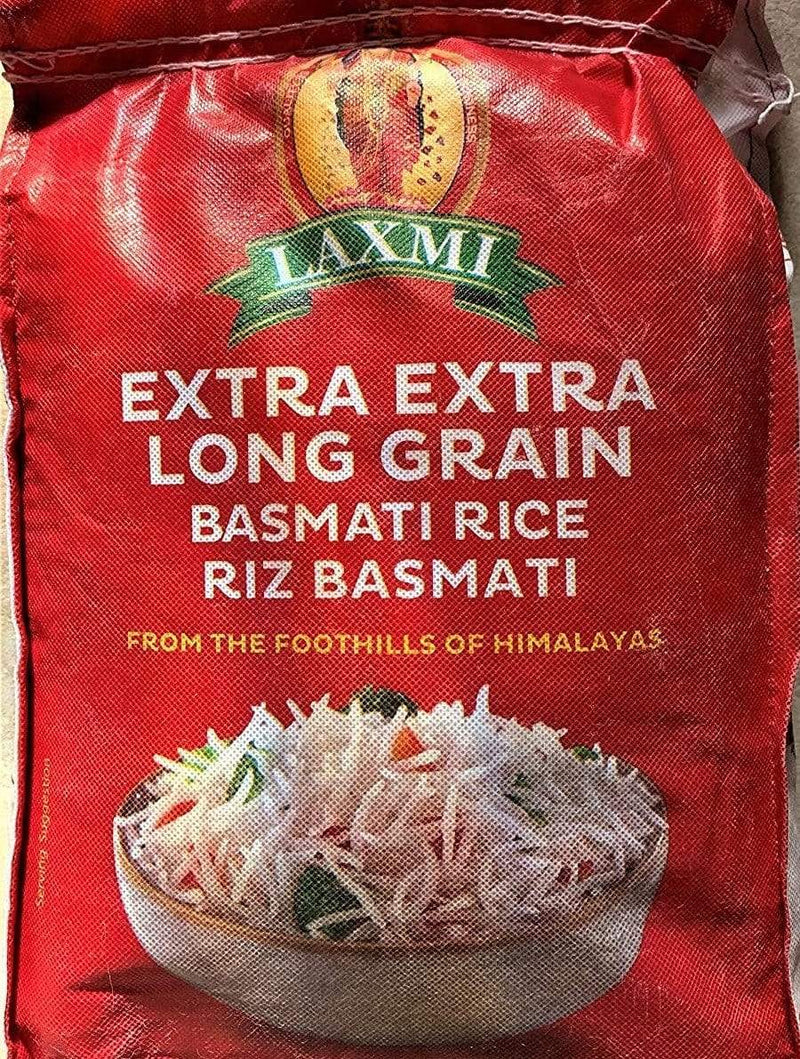 LAXMI
EXTRA EXTRA
LONG GRAIN
BASMATI RICE
RIZ BASMATI
FROM THE FOOTHILLS OF HIMALAYAS
Serving Suggestion